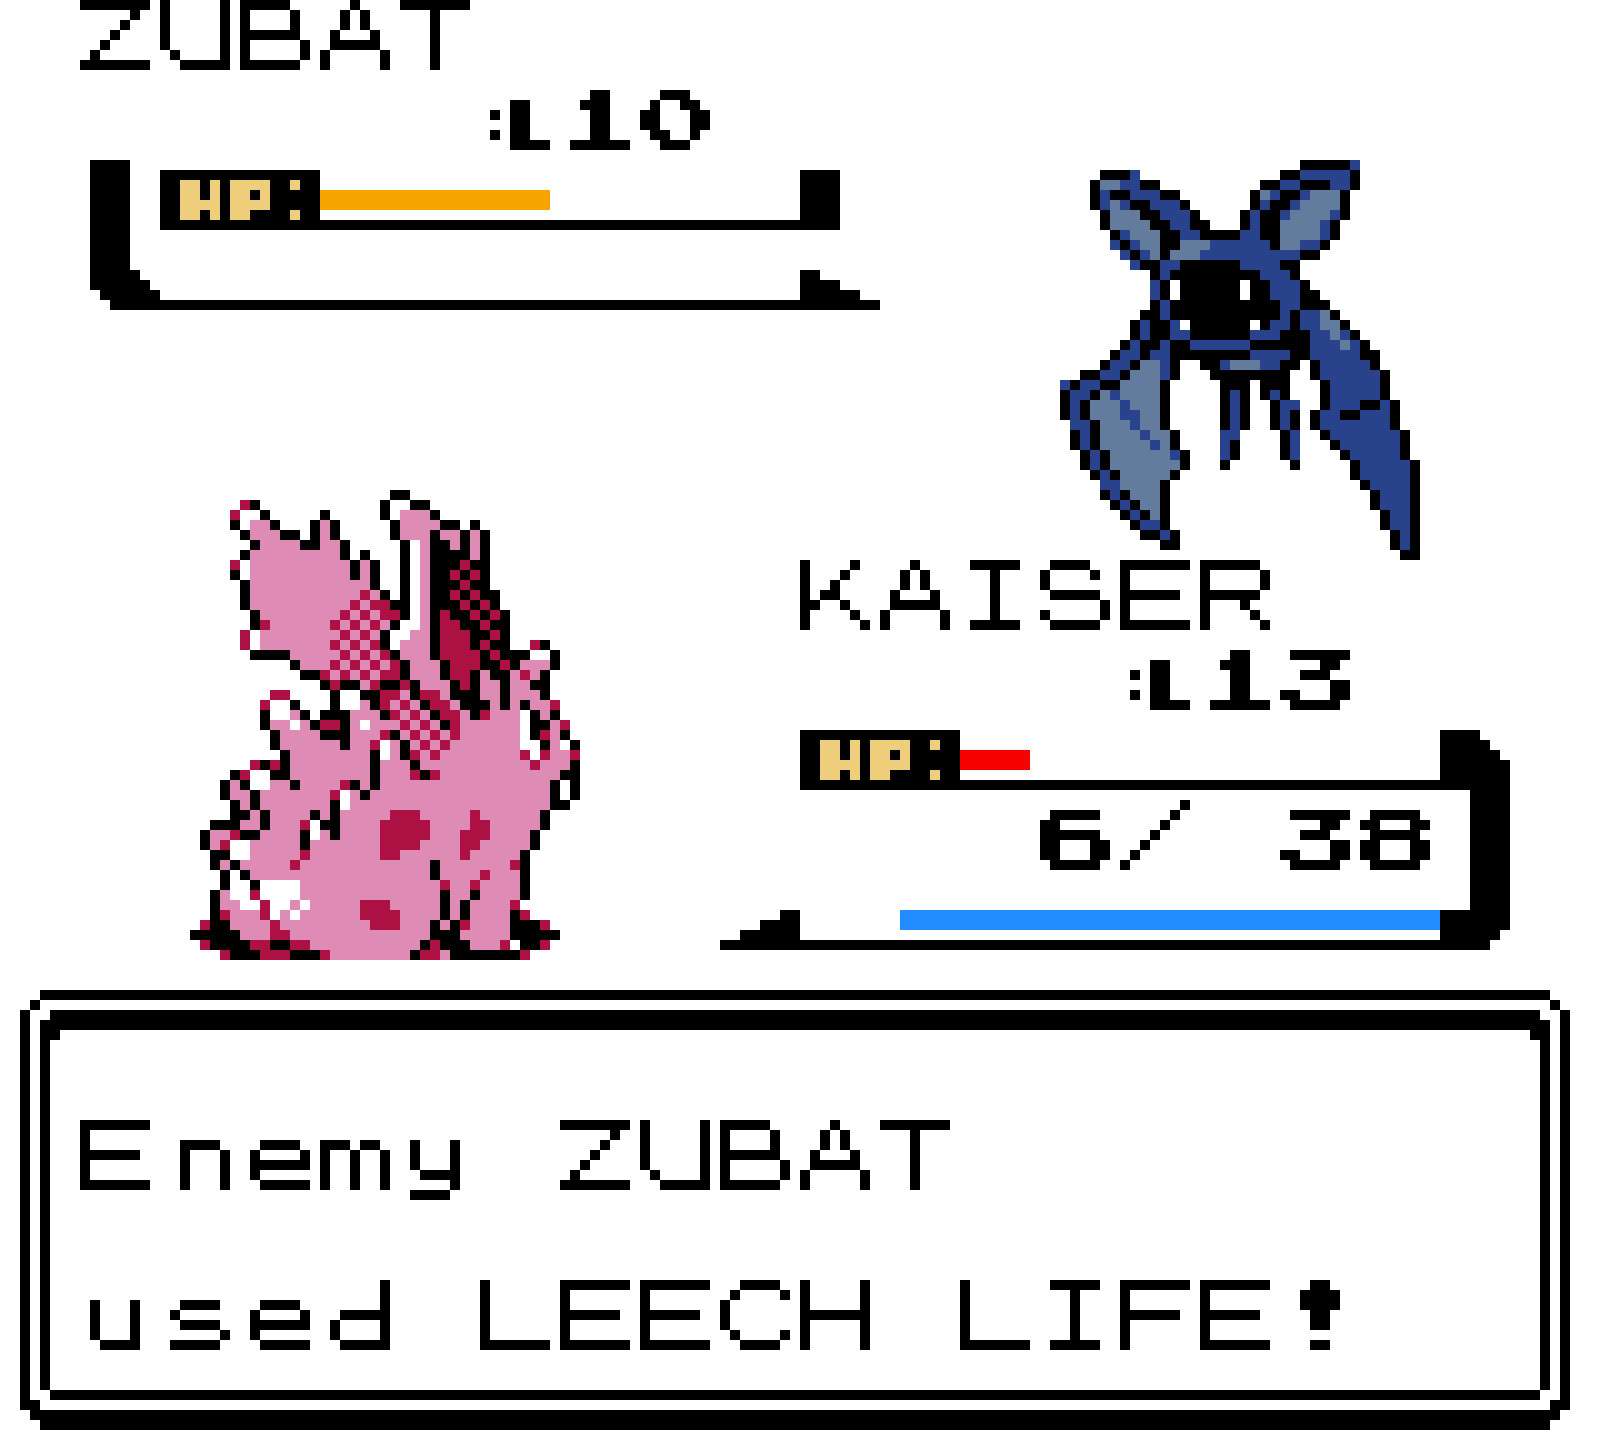 ZUBAT
:L10
HP:
KAISER
:L13
HP:
6/ 38
Enemy ZUBAT
used LEECH LIFE!